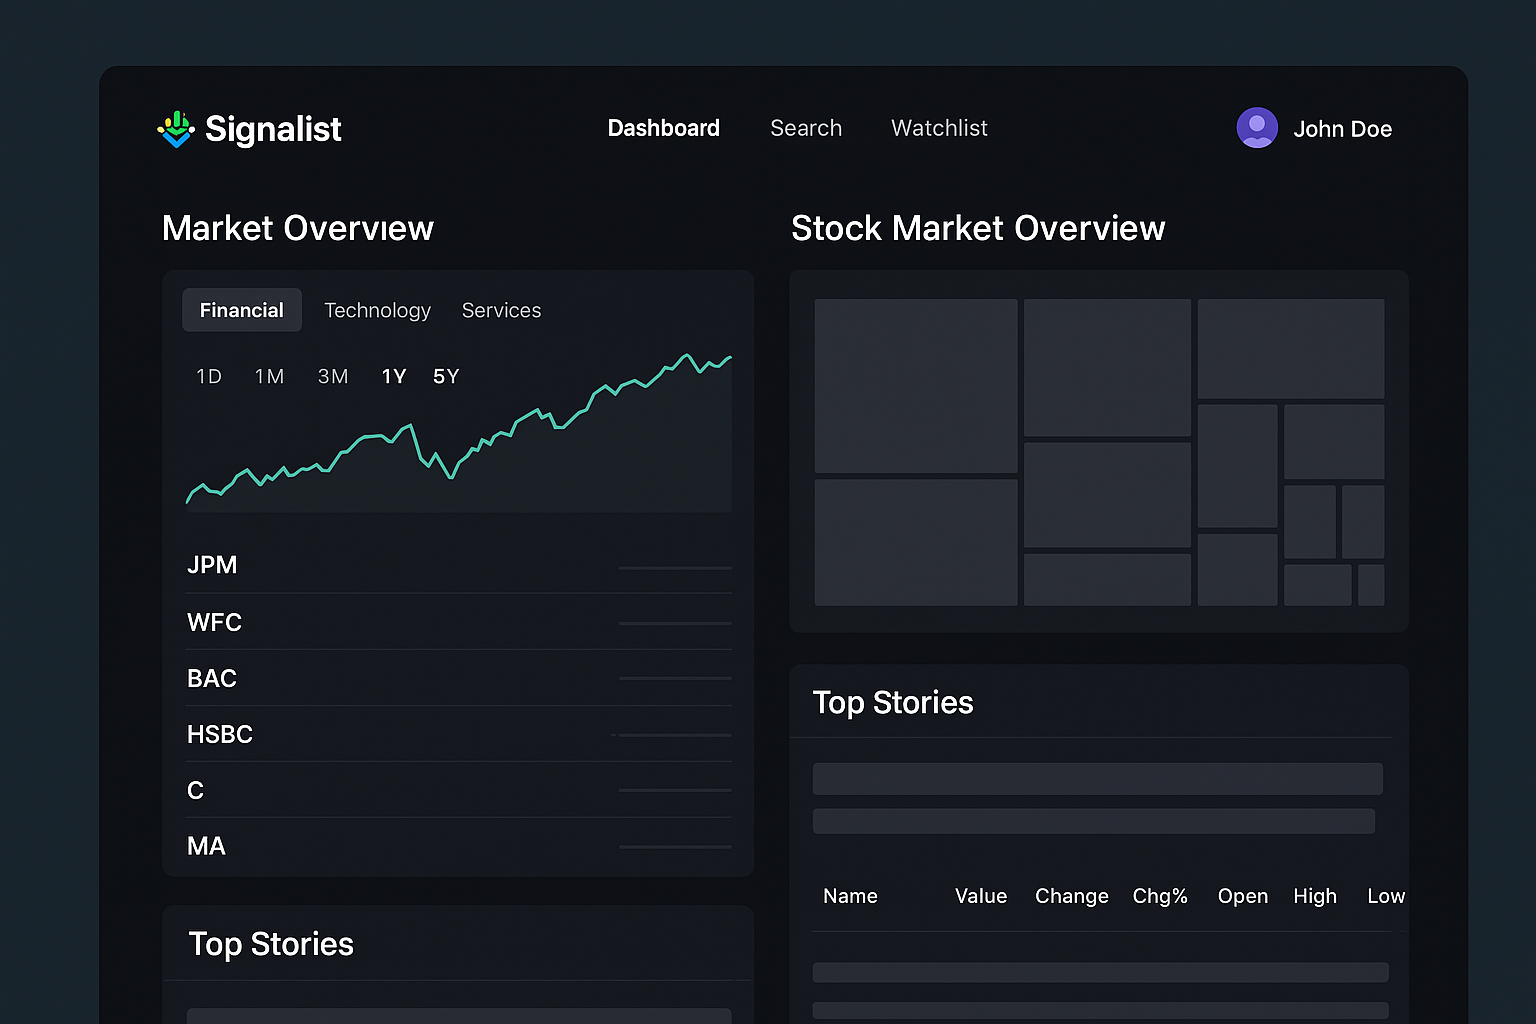 Signalist
Dashboard Search Watchlist
John Doe
Market Overview
Financial Technology Services
1D 1M 3M 1Y 5Y
JPM
WFC
BAC
HSBC
C
MA
Top Stories
Stock Market Overview
Top Stories
Name Value Change Chg% Open High Low